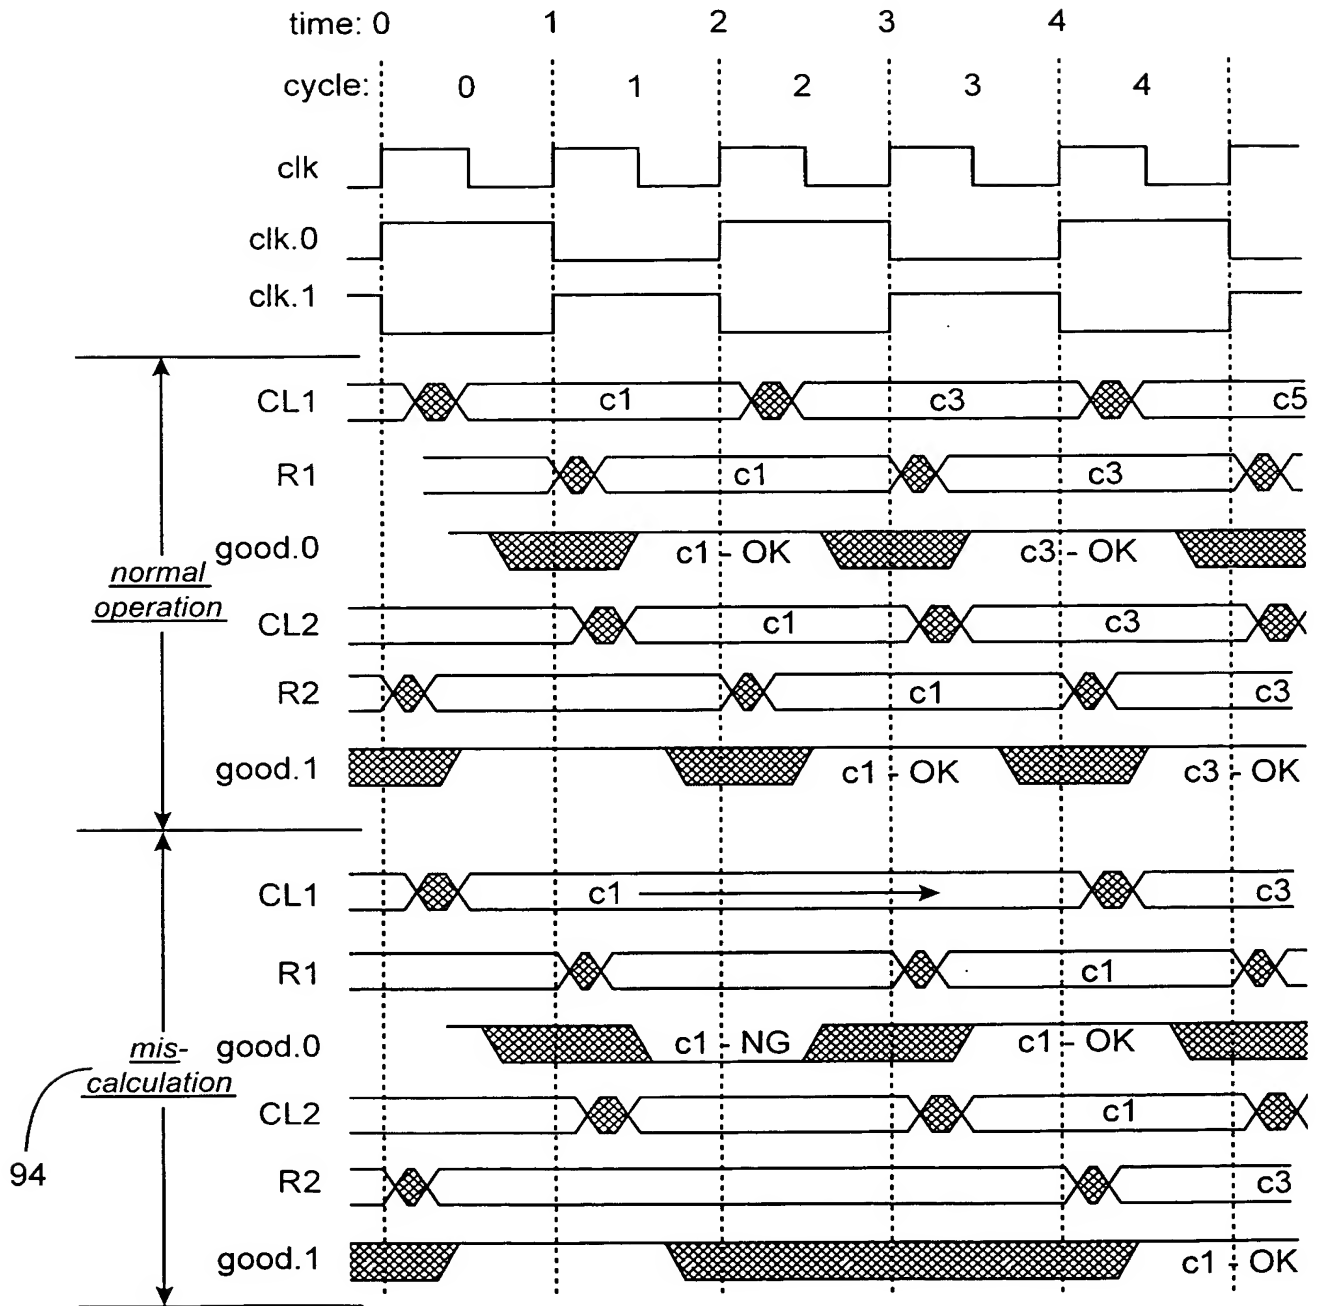 time: 0 1 2 3 4
cycle: 0 1 2 3 4
clk
clk.0
clk.1
CL1 c1 c3 c5
R1 c1 c3
good.0 c1 - OK c3 - OK
normal
operation
CL2 c1 c3
R2 c1 c3
good.1 c1 - OK c3 - OK
CL1 c1 c3
R1 c1
mis-
calculation
good.0 c1 - NG c1 - OK
CL2 c1
94
R2 c3
good.1 c1 - OK